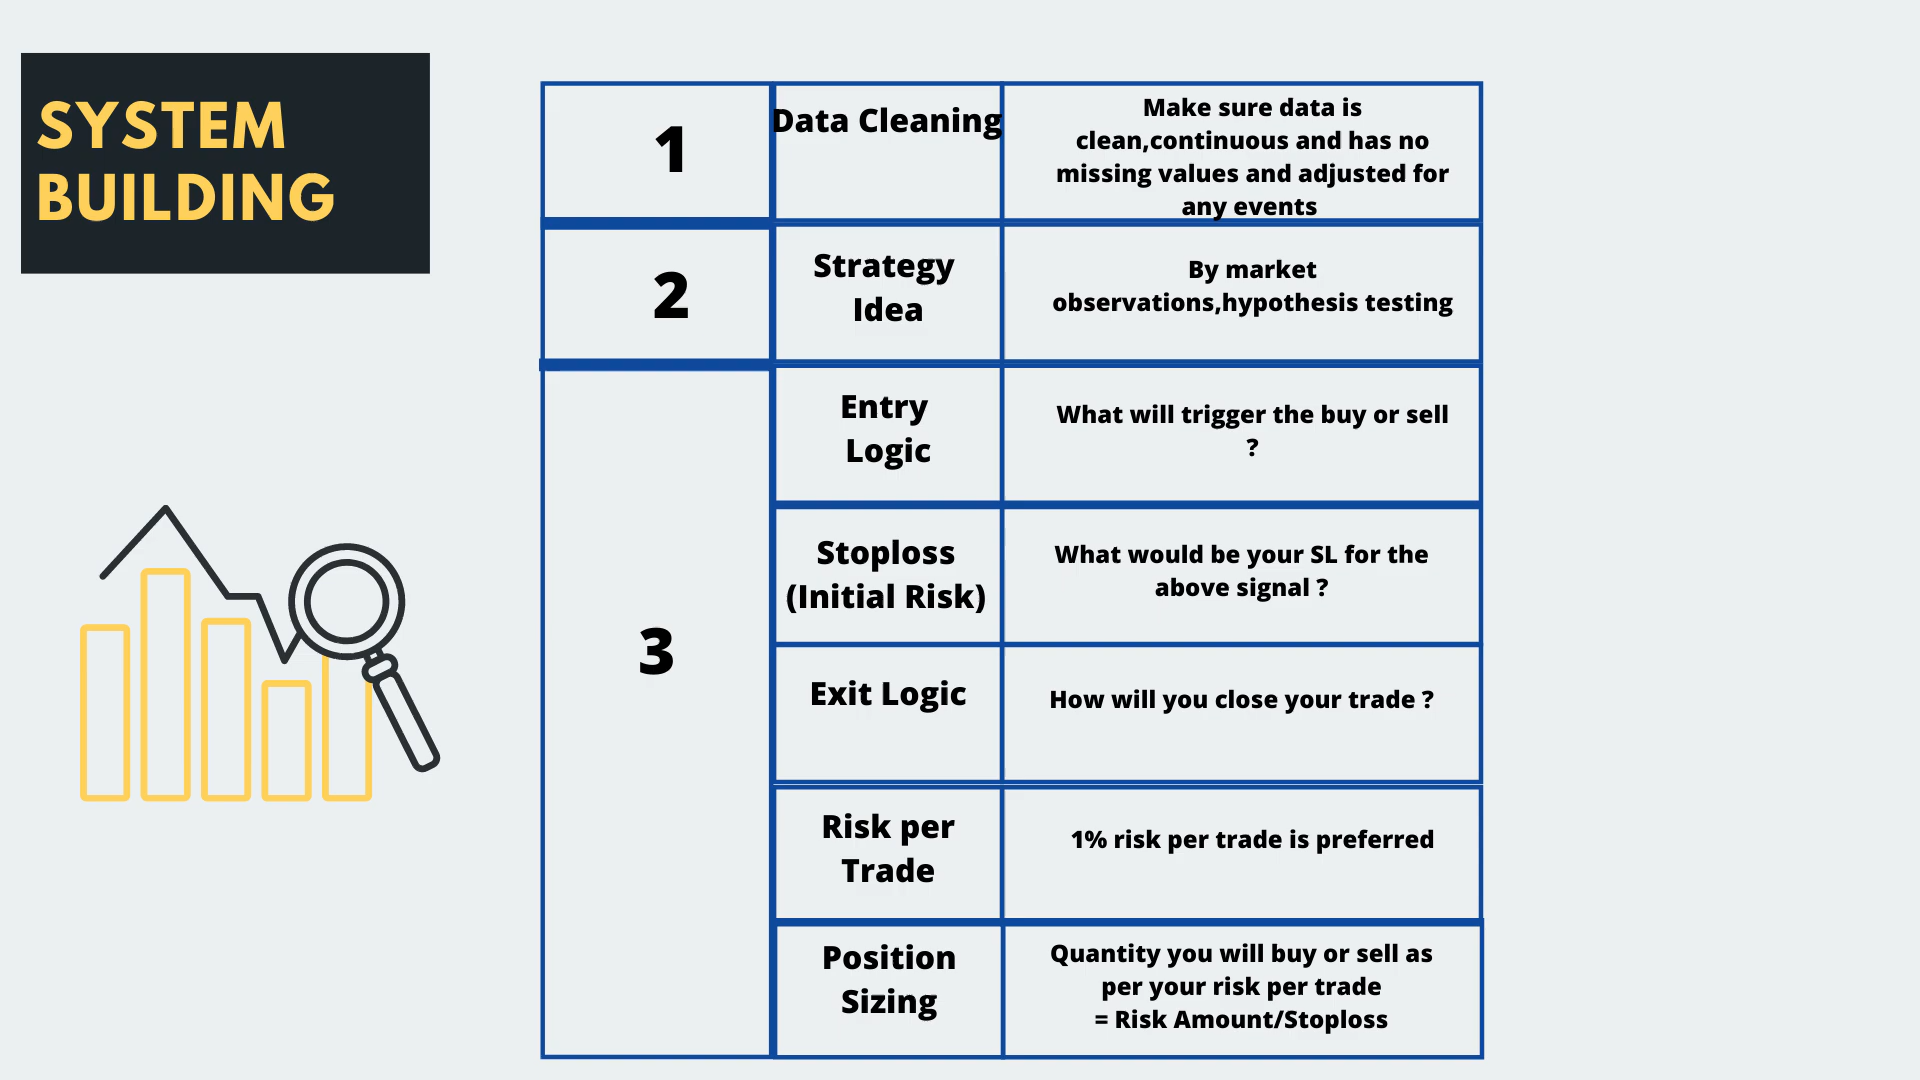 SYSTEM
BUILDING
1
Data Cleaning
Make sure data is
clean,continuous and has no
missing values and adjusted for
any events
2
Strategy
Idea
By market
observations,hypothesis testing
3
Entry
Logic
What will trigger the buy or sell
?
Stoploss
(Initial Risk)
What would be your SL for the
above signal ?
Exit Logic
How will you close your trade ?
Risk per
Trade
1% risk per trade is preferred
Position
Sizing
Quantity you will buy or sell as
per your risk per trade
= Risk Amount/Stoploss